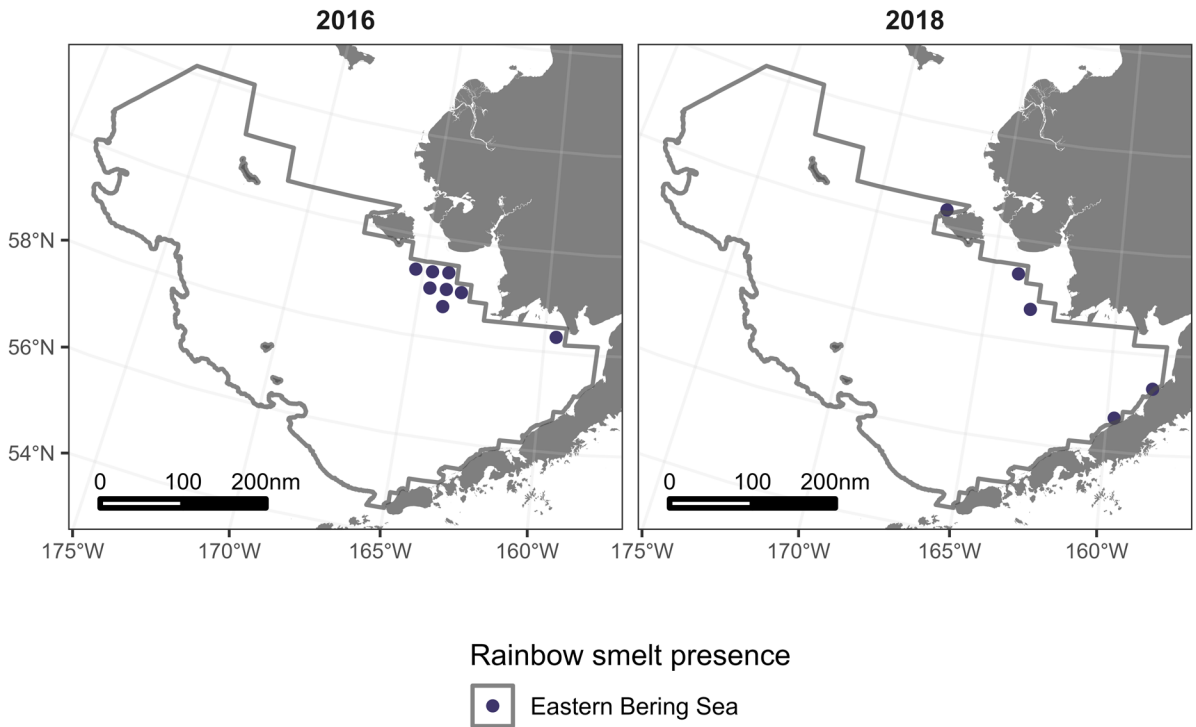 2016
2018
58°N
56°N
54°N
0 100 200nm
0 100 200nm
175°W 170°W 165°W 160°W 175°W 170°W 165°W 160°W
Rainbow smelt presence
Eastern Bering Sea